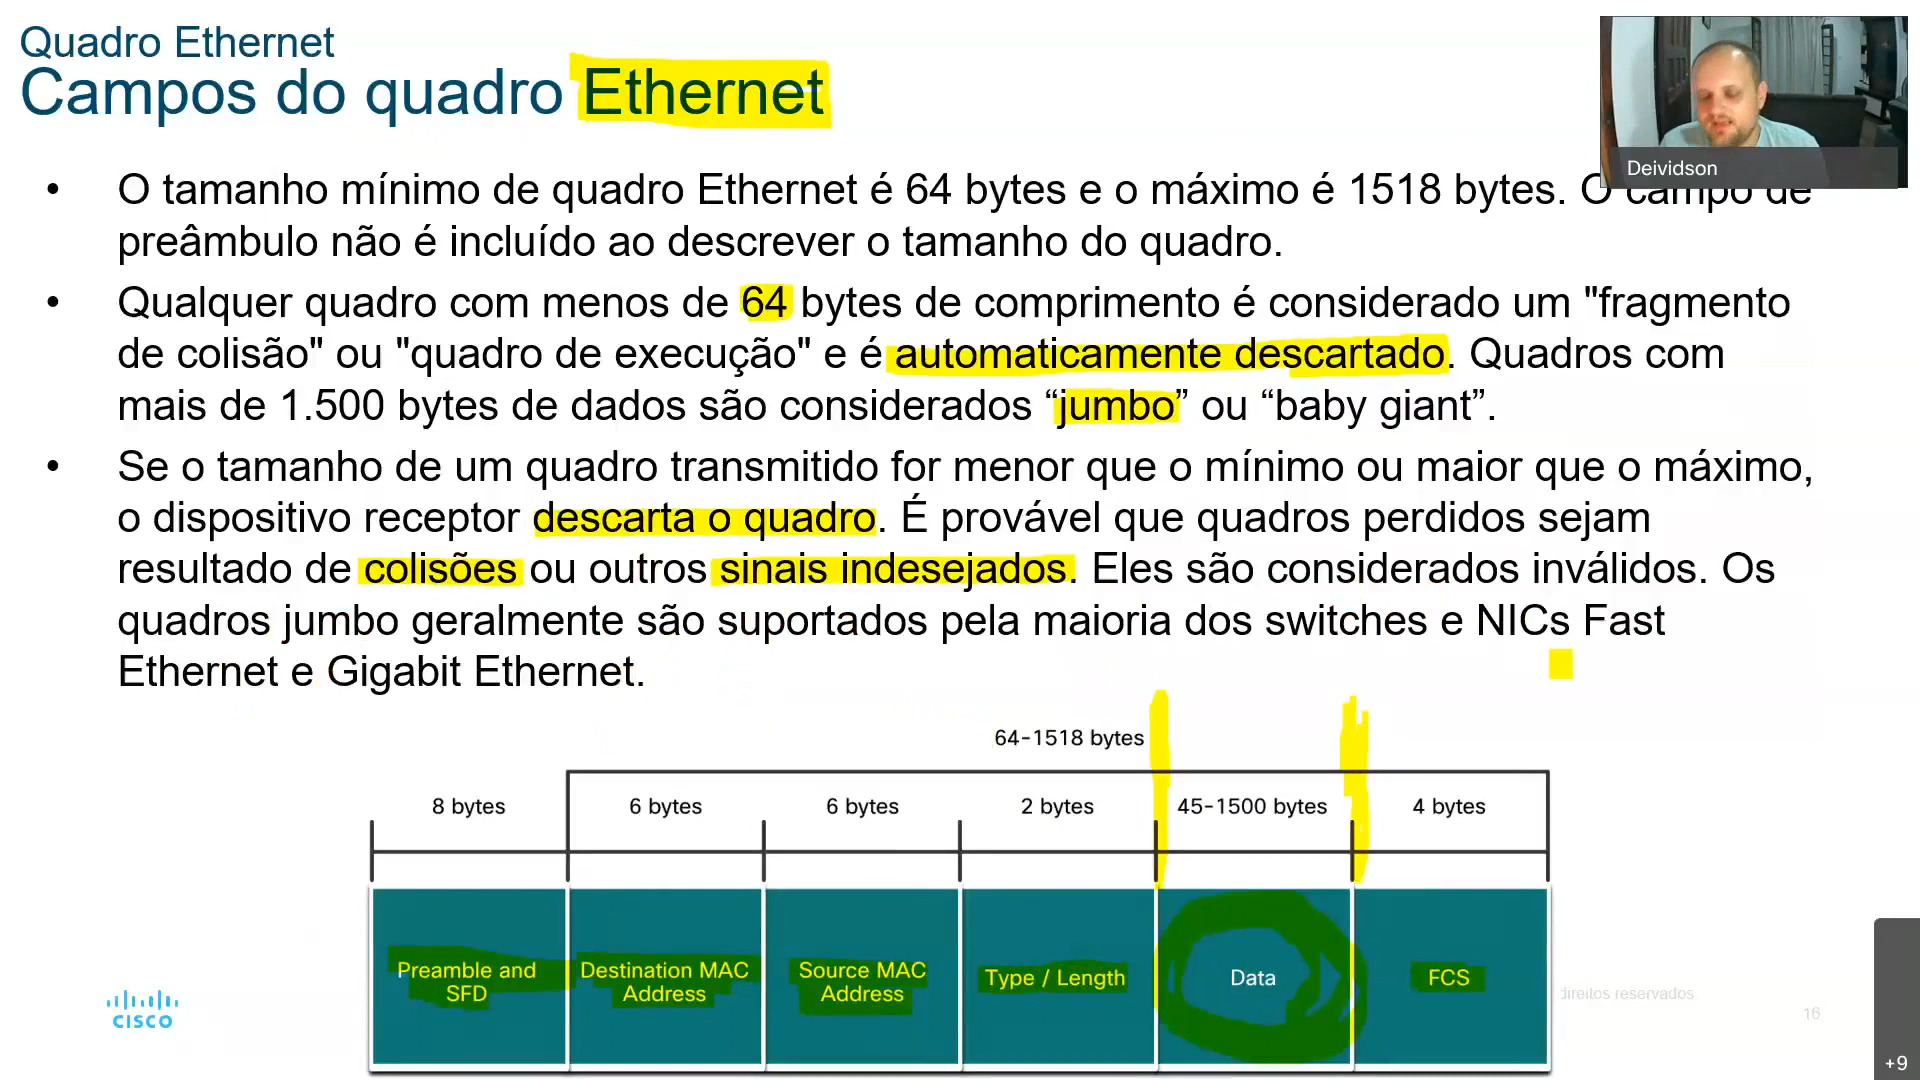 Quadro Ethernet
Campos do quadro Ethernet
Deividson
• O tamanho mínimo de quadro Ethernet é 64 bytes e o máximo é 1518 bytes. O campo de
preâmbulo não é incluído ao descrever o tamanho do quadro.
• Qualquer quadro com menos de 64 bytes de comprimento é considerado um "fragmento
de colisão" ou "quadro de execução" e é automaticamente descartado. Quadros com
mais de 1.500 bytes de dados são considerados “jumbo” ou “baby giant”.
• Se o tamanho de um quadro transmitido for menor que o mínimo ou maior que o máximo,
o dispositivo receptor descarta o quadro. É provável que quadros perdidos sejam
resultado de colisões ou outros sinais indesejados. Eles são considerados inválidos. Os
quadros jumbo geralmente são suportados pela maioria dos switches e NICs Fast
Ethernet e Gigabit Ethernet.
64-1518 bytes
8 bytes 6 bytes 6 bytes 2 bytes 45-1500 bytes 4 bytes
Preamble and
SFD
Destination MAC
Address
Source MAC
Address
Type / Length
Data
FCS
CISCO
direitos reservados
16
+9